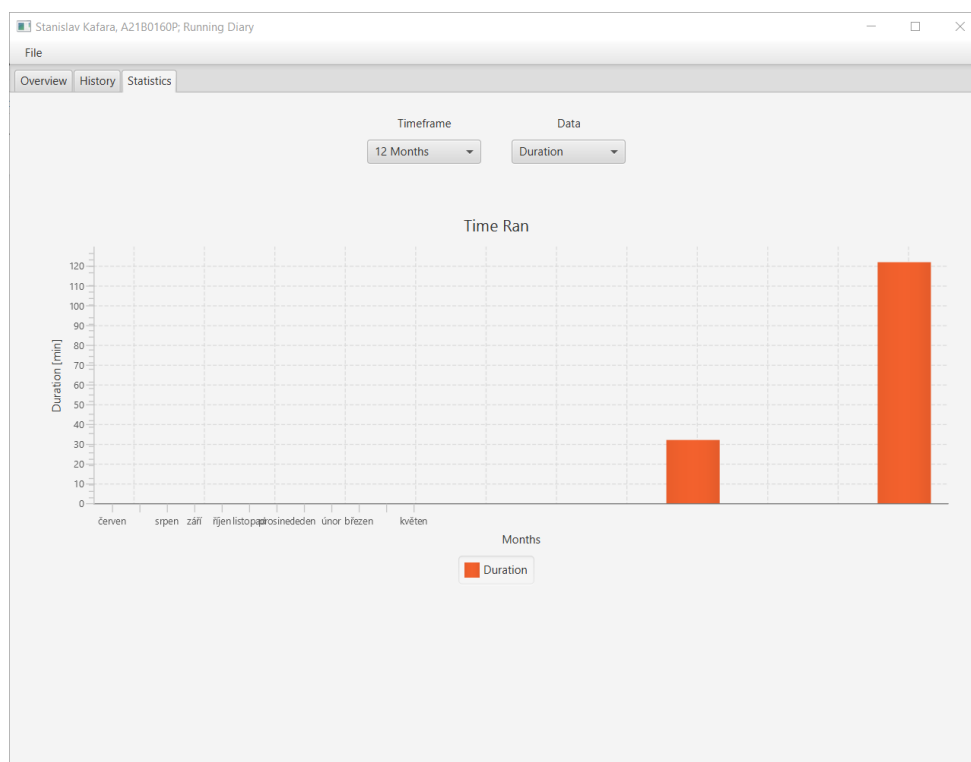 Stanislav Kafara, A21B0160P; Running Diary
File
Overview History Statistics
Timeframe Data
12 Months Duration
Time Ran
Duration [min]
120
110
100
90
80
70
60
50
40
30
20
10
0
červen srpen září říjen listopad únor březen květen
Months
Duration